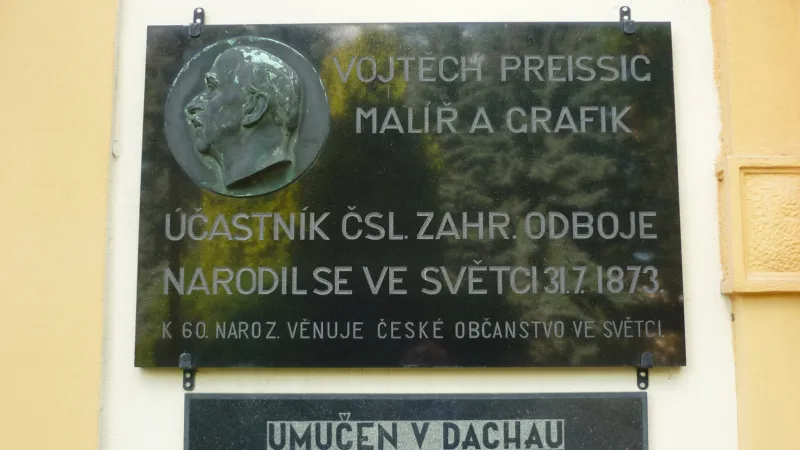 VOJTĚCH PREISSIG
MALÍŘ A GRAFIK
ÚČASTNÍK ČSL. ZAHR. ODBOJE
NARODIL SE VE SVĚTCI 31.7. 1873.
K 60. NAROZ. VĚNUJE ČESKÉ OBČANSTVO VE SVĚTCI.
UMUČEN V DACHAU